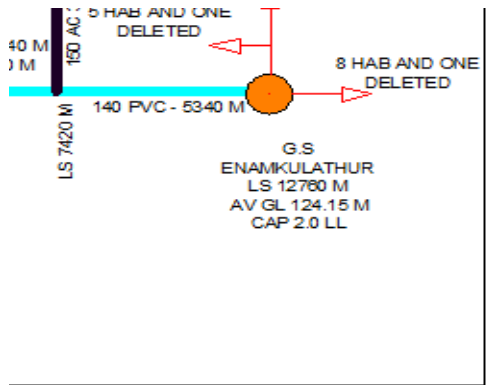 5 HAB AND ONE
DELETED
40 M
0 M
150 AC
8 HAB AND ONE
DELETED
140 PVC - 5340 M
LS 7420 M
G.S
ENAMKULATHUR
LS 12760 M
AV GL 124.15 M
CAP 2.0 LL